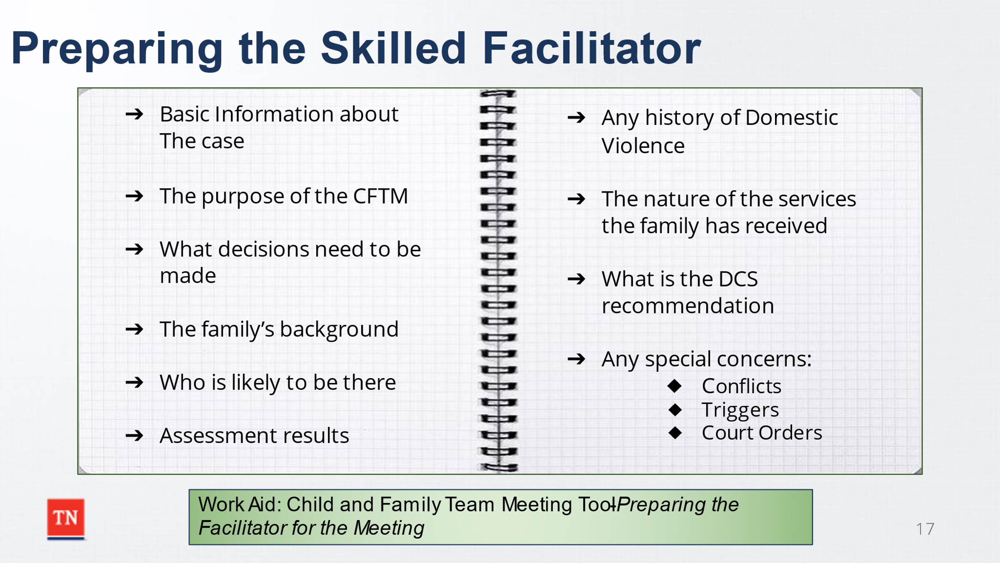 Preparing the Skilled Facilitator
➔ Basic Information about
The case
➔ The purpose of the CFTM
➔ What decisions need to be
made
➔ The family’s background
➔ Who is likely to be there
➔ Assessment results
➔ Any history of Domestic
Violence
➔ The nature of the services
the family has received
➔ What is the DCS
recommendation
➔ Any special concerns:
◆ Conflicts
◆ Triggers
◆ Court Orders
Work Aid: Child and Family Team Meeting Tool-Preparing the
Facilitator for the Meeting
TN
17